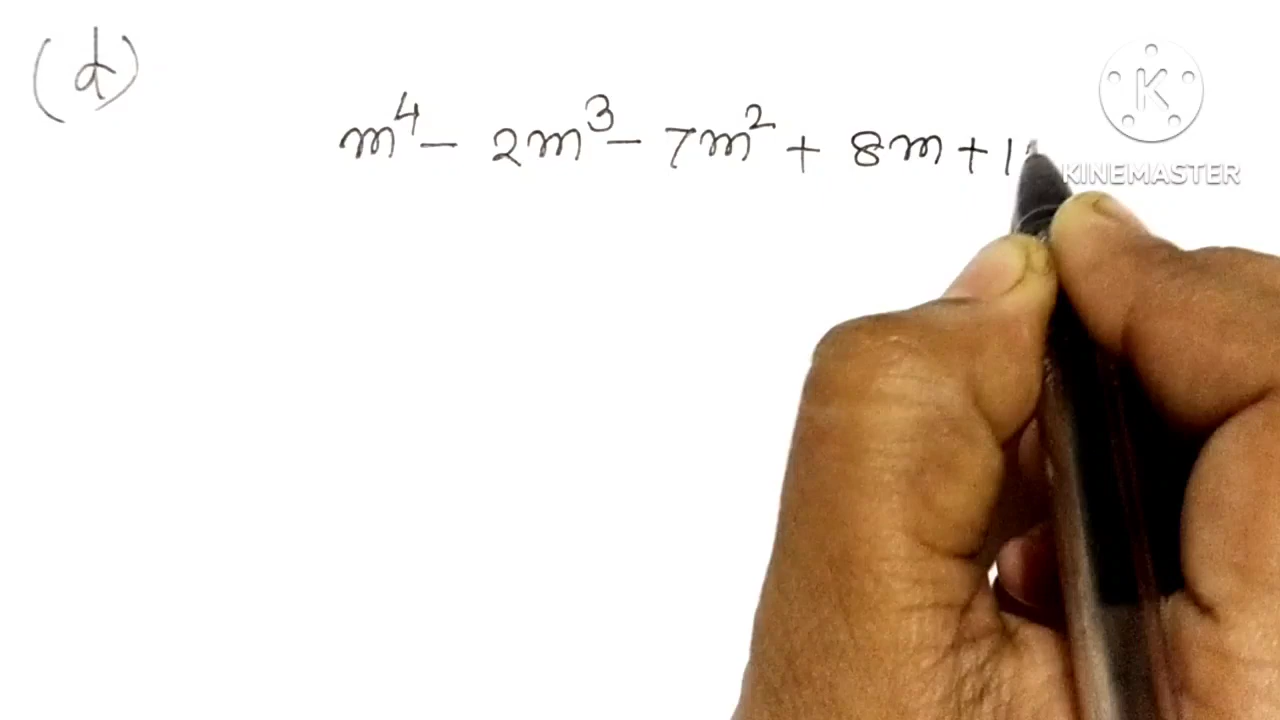 (d)
m⁴ - 2m³ - 7m² + 8m + 1
K
KINEMASTER